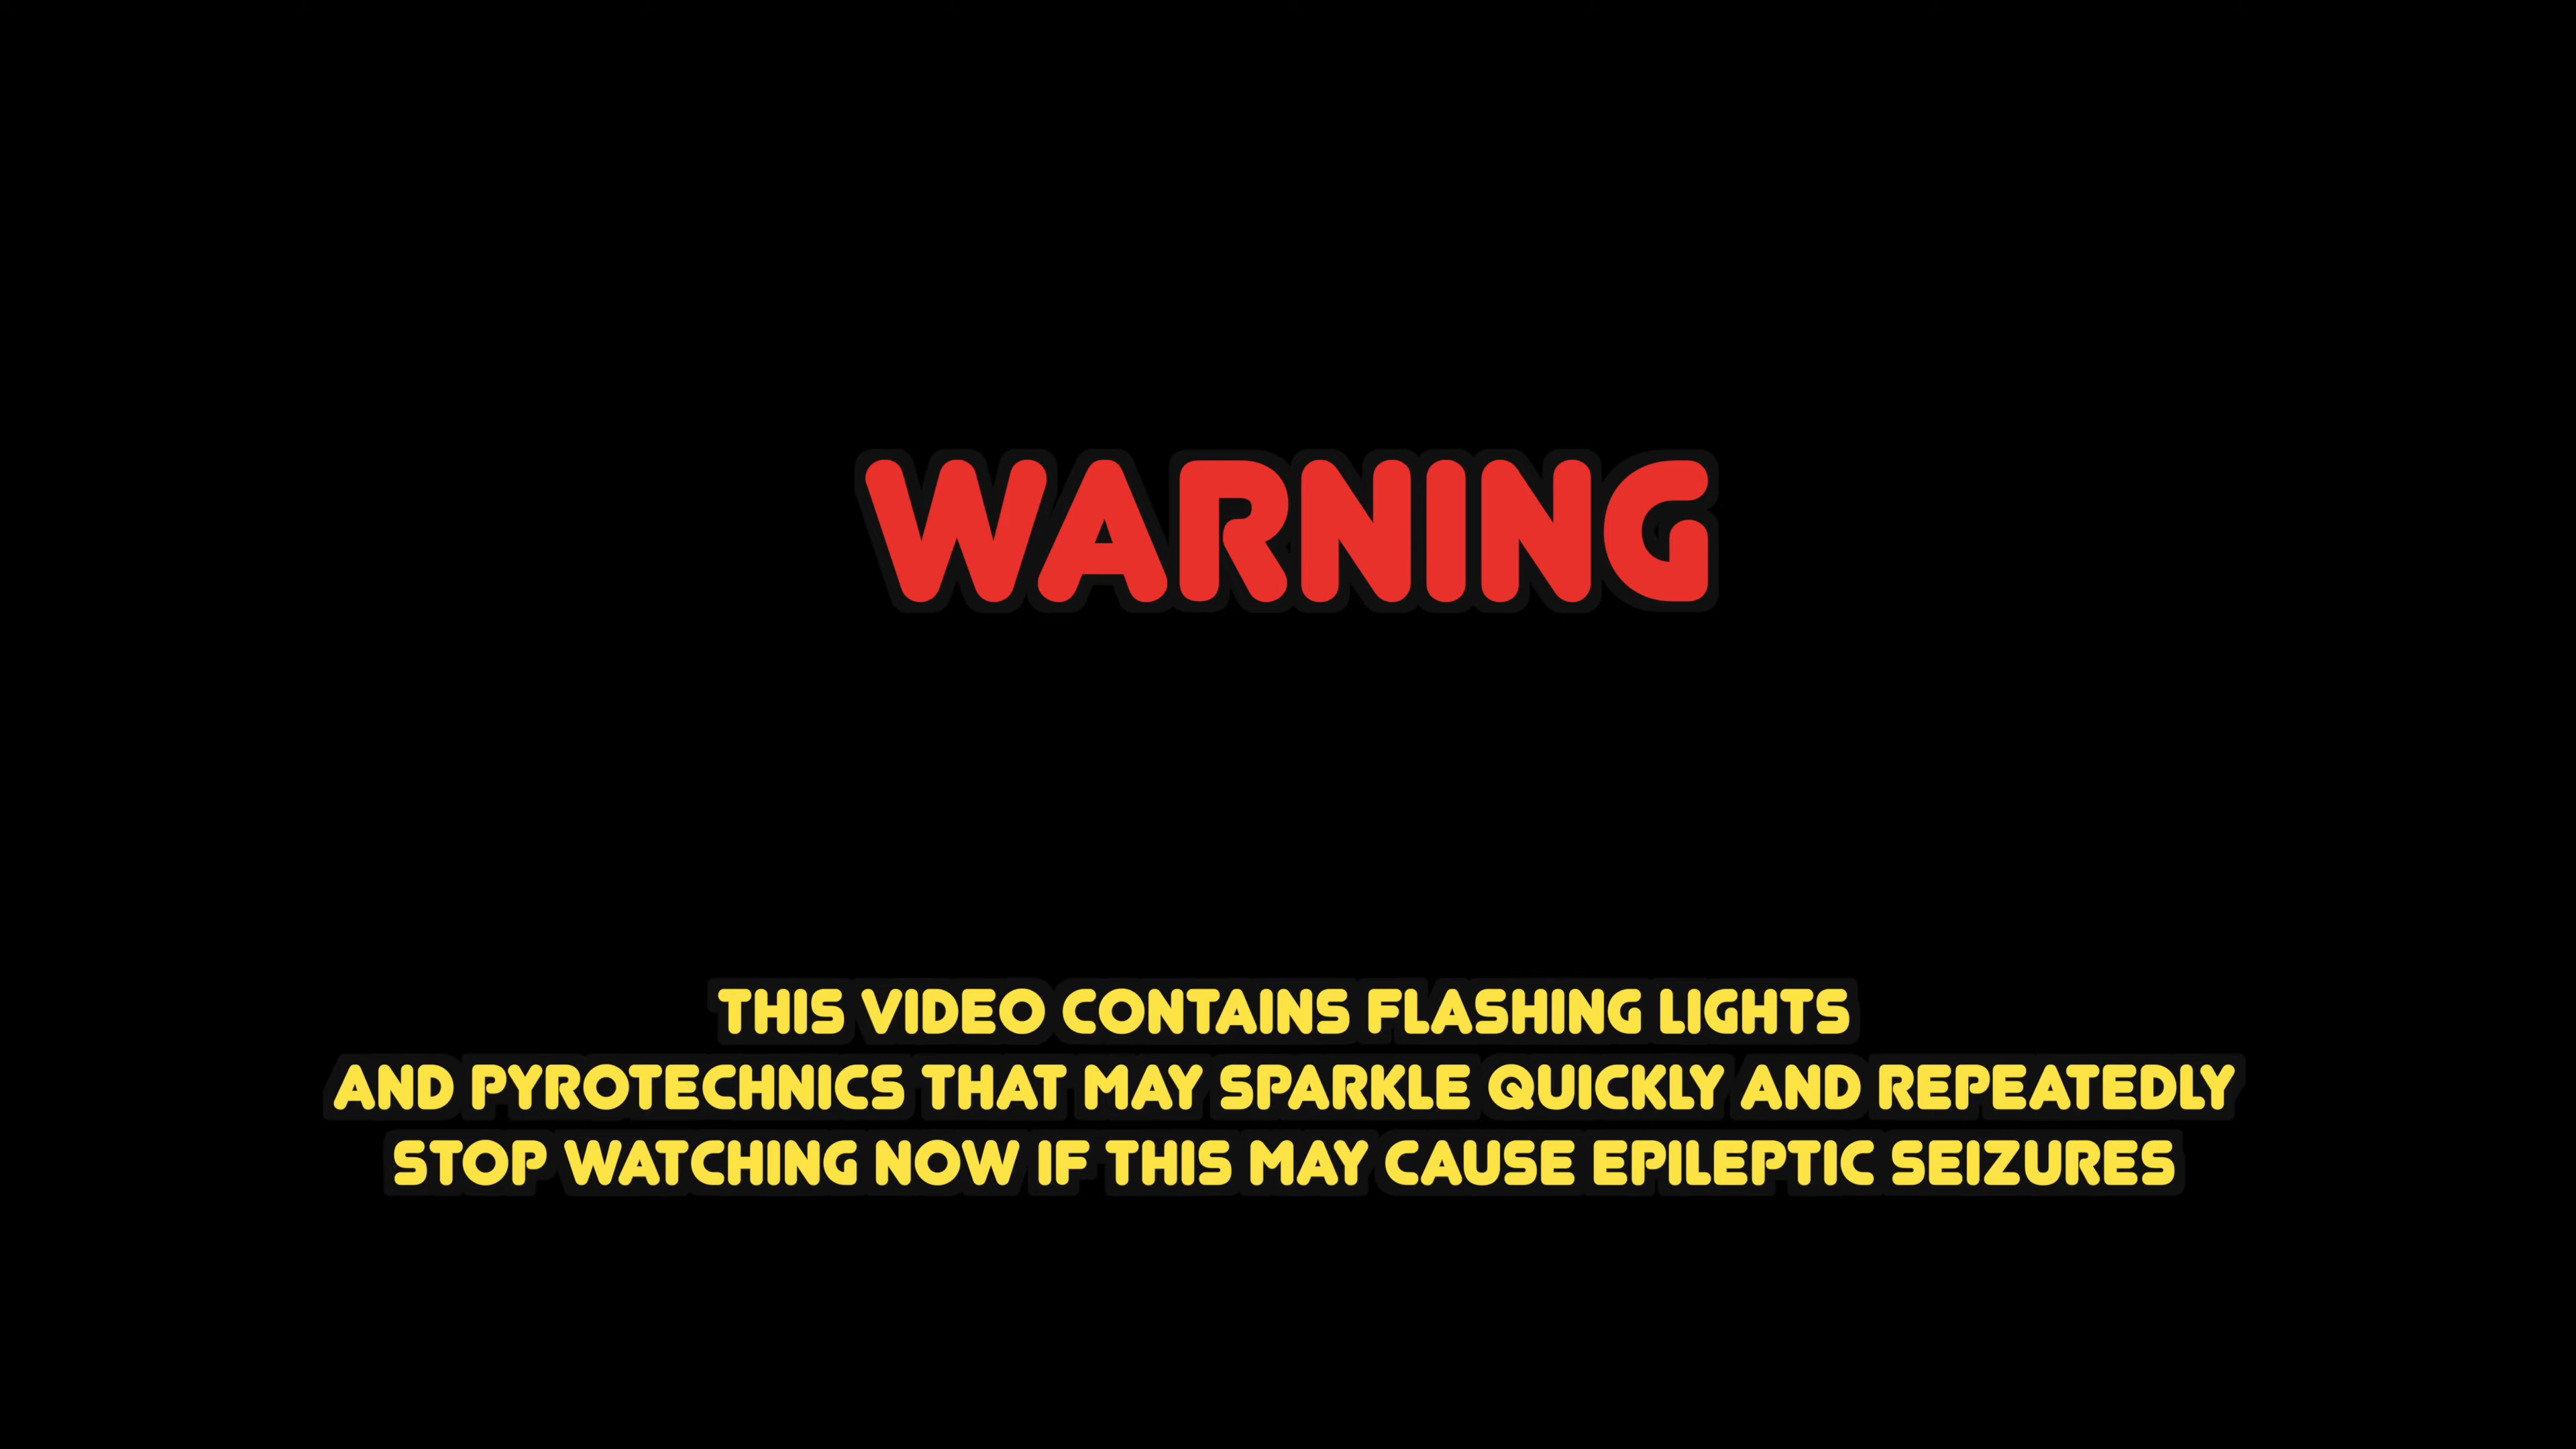 WARNING
THIS VIDEO CONTAINS FLASHING LIGHTS
AND PYROTECHNICS THAT MAY SPARKLE QUICKLY AND REPEATEDLY
STOP WATCHING NOW IF THIS MAY CAUSE EPILEPTIC SEIZURES